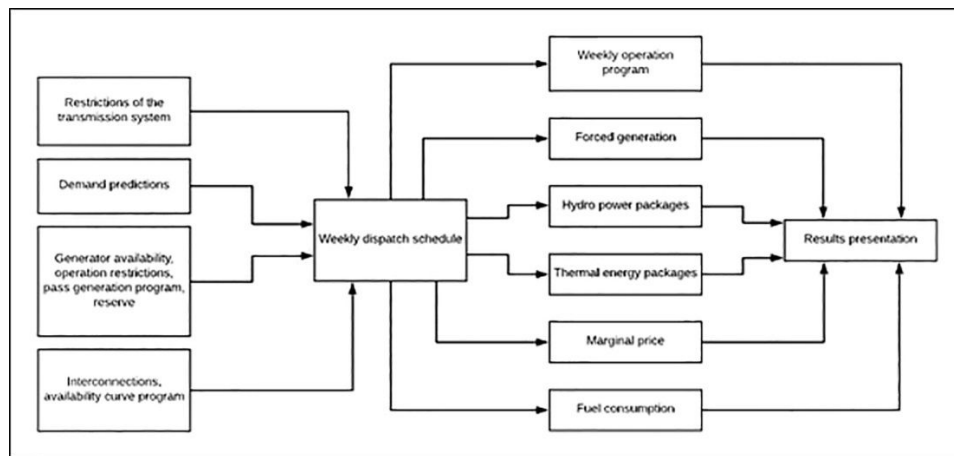 Restrictions of the
transmission system
Demand predictions
Generator availability,
operation restrictions,
pass generation program,
reserve
Interconnections,
availability curve program
Weekly dispatch schedule
Weekly operation
program
Forced generation
Hydro power packages
Thermal energy packages
Marginal price
Fuel consumption
Results presentation